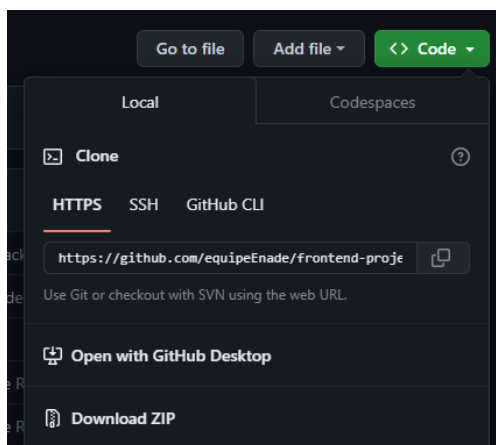 Go to file Add file <> Code
Local Codespaces
Clone
HTTPS SSH GitHub CLI
https://github.com/equipeEnade/frontend-proje
Use Git or checkout with SVN using the web URL.
Open with GitHub Desktop
Download ZIP